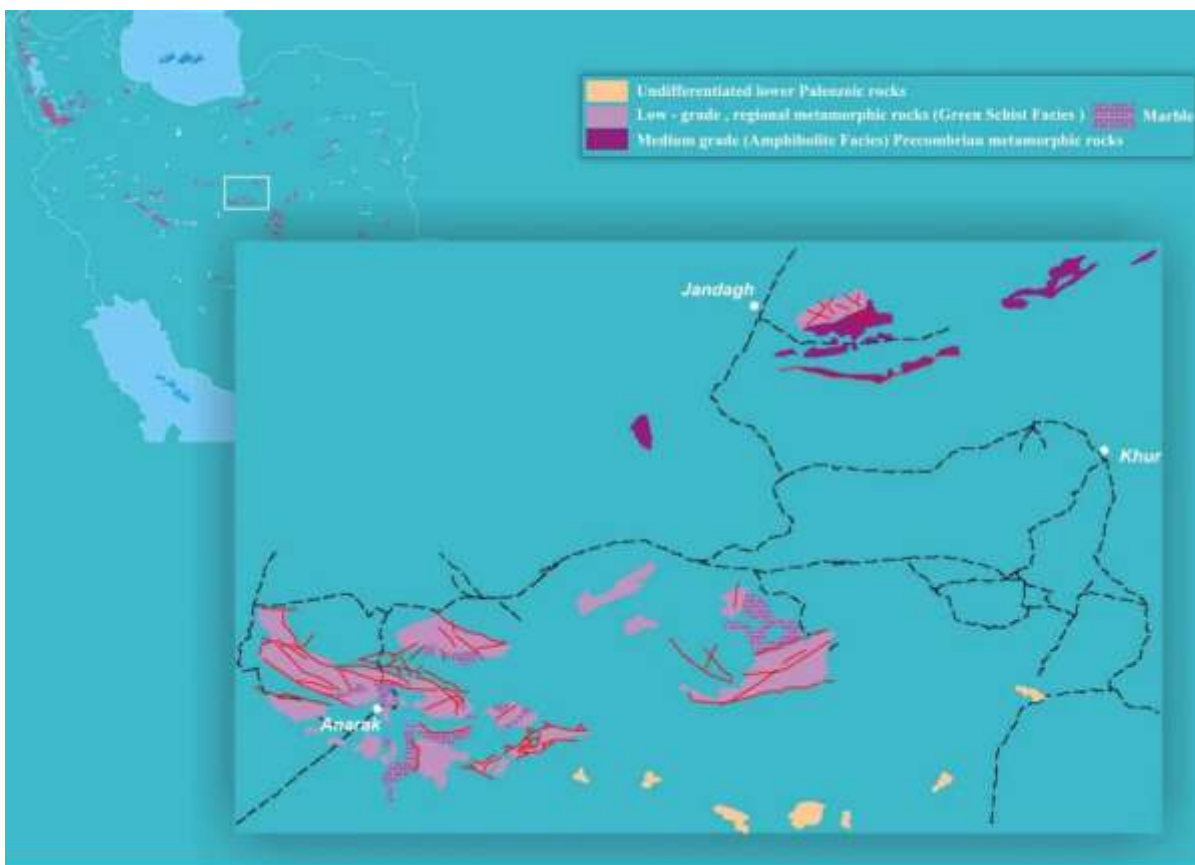 Undifferentiated lower Paleozoic rocks
Low - grade , regional metamorphic rocks (Green Schist Facies ) Marble
Medium grade (Amphibolite Facies) Precombrian metamorphic rocks
Jandagh
Khur
Anarak